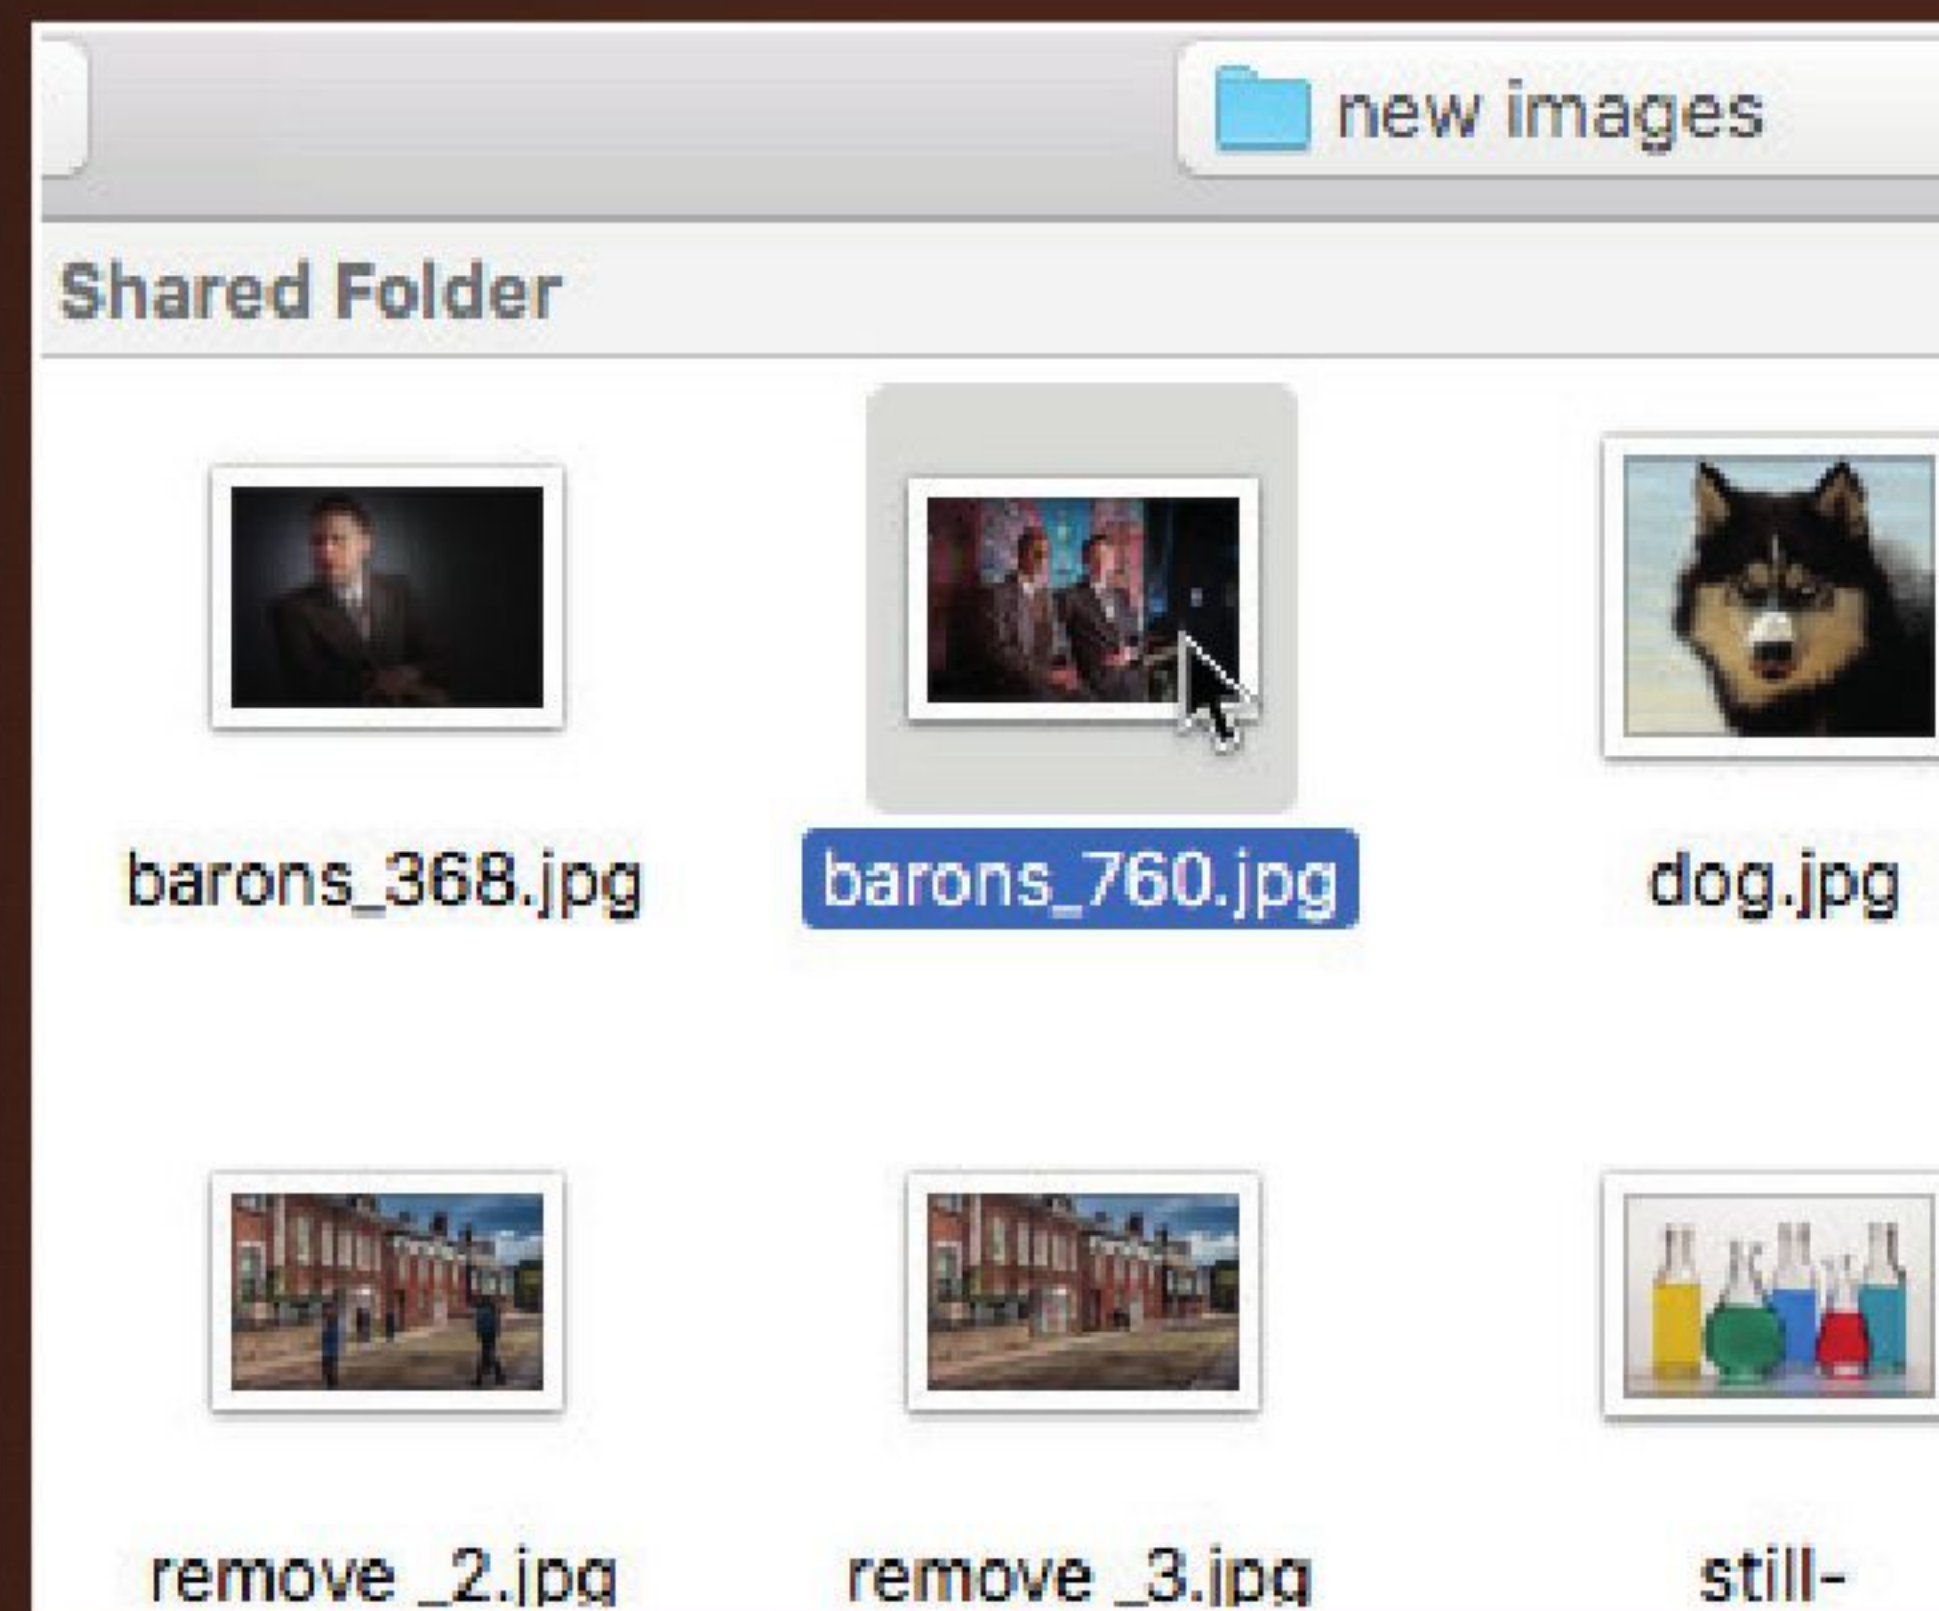 new images
Shared Folder
barons_368.jpg
barons_760.jpg
dog.jpg
remove _2.jpg
remove _3.jpg
still-